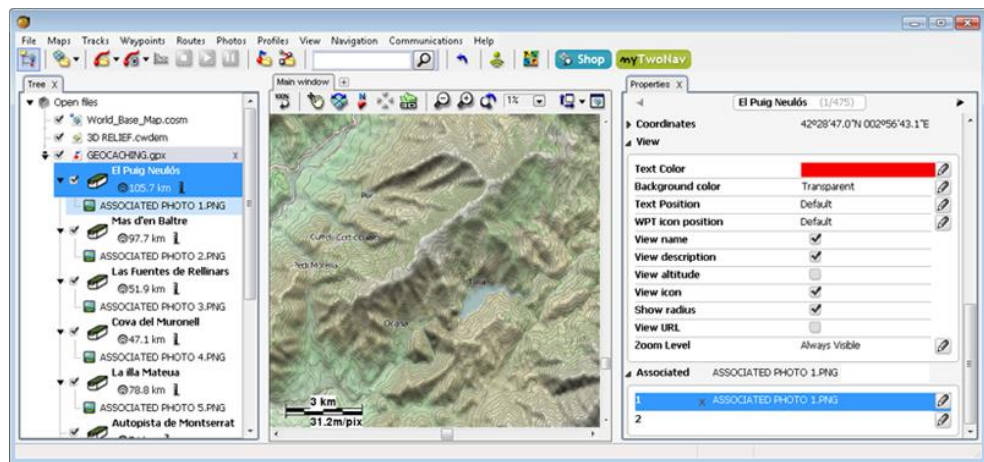 File Maps Tracks Waypoints Routes Photos Profiles View Navigation Communications Help
Shop
myTwoNav
Tree X
Open files
World_Base_Map.cosm
3D RELIEF.cwdem
GEOCACHING.gpx x
El Puig Neulós
105.7 km
ASSOCIATED PHOTO 1.PNG
Mas d'en Baltre
97.7 km
ASSOCIATED PHOTO 2.PNG
Las Fuentes de Rellinars
51.9 km
ASSOCIATED PHOTO 3.PNG
Cova del Muronell
47.1 km
ASSOCIATED PHOTO 4.PNG
La illa Mateua
78.8 km
ASSOCIATED PHOTO 5.PNG
Autopista de Montserrat
Main window
100%
1%
3 km
31.2m/pix
Properties X
El Puig Neulós (1/475)
Coordinates 42º28'47.0"N 002º56'43.1"E
View
Text Color
Background color Transparent
Text Position Default
WPT icon position Default
View name
View description
View altitude
View icon
Show radius
View URL
Zoom Level Always Visible
Associated ASSOCIATED PHOTO 1.PNG
1 x ASSOCIATED PHOTO 1.PNG
2